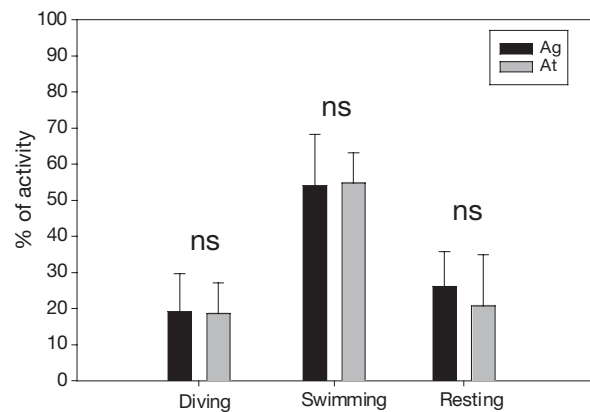 100
90
80
70
60
50
40
30
20
10
0
% of activity
Ag
At
ns
ns
ns
Diving
Swimming
Resting